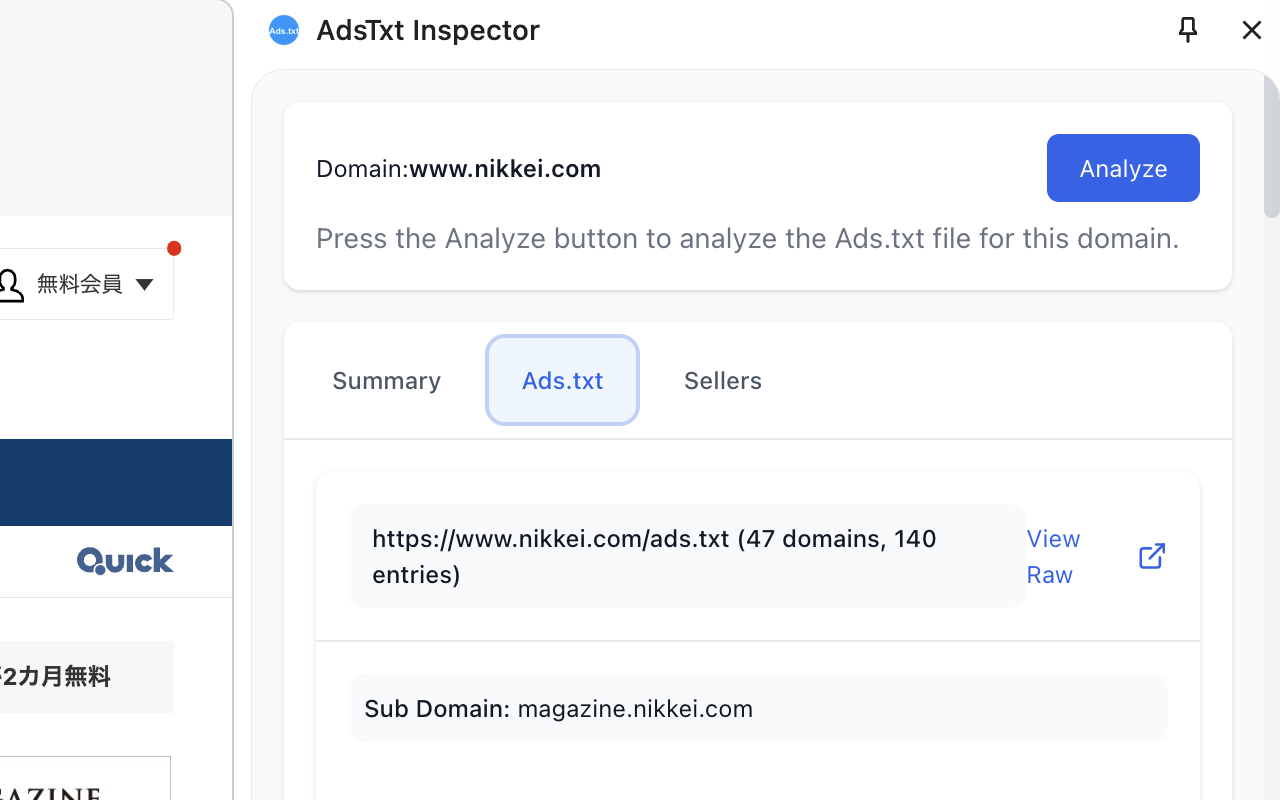 Ads.txt
AdsTxt Inspector
Domain:www.nikkei.com
Analyze
Press the Analyze button to analyze the Ads.txt file for this domain.
無料会員
Summary
Ads.txt
Sellers
https://www.nikkei.com/ads.txt (47 domains, 140
entries)
View
Raw
Quick
2カ月無料
Sub Domain: magazine.nikkei.com
AZINE